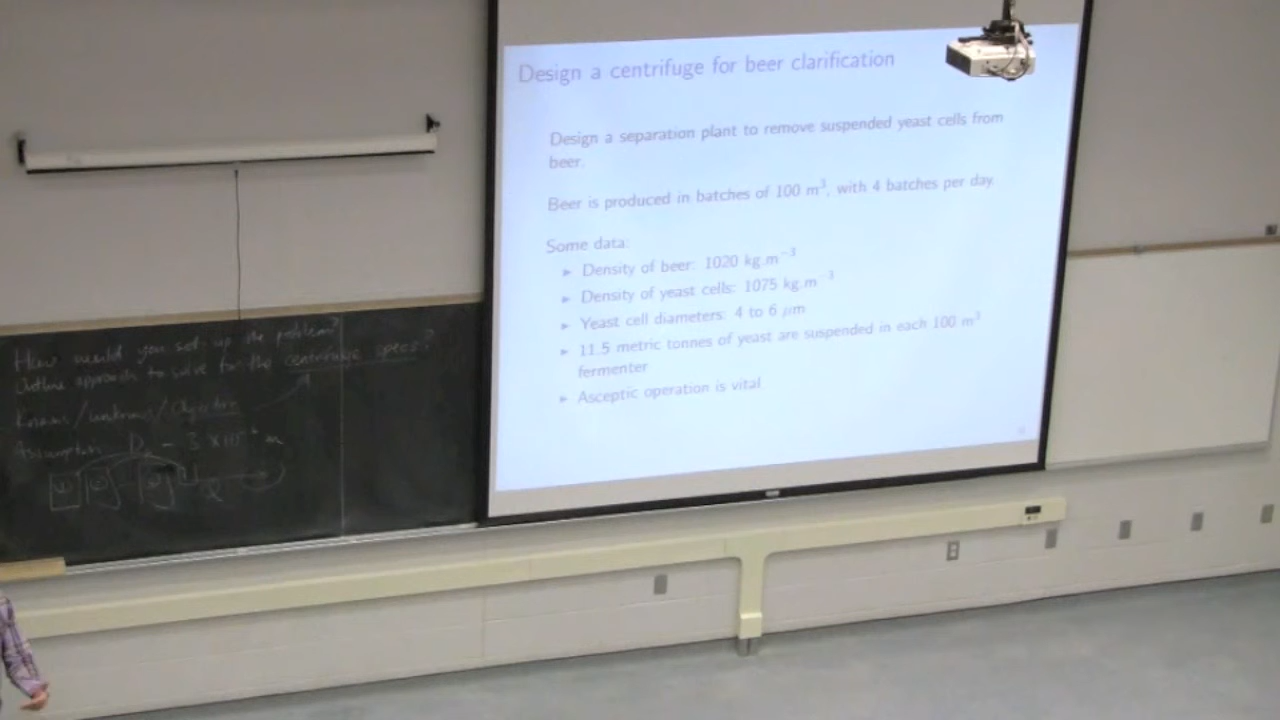 Design a centrifuge for beer clarification
Design a separation plant to remove suspended yeast cells from
beer.
Beer is produced in batches of 100 m³, with 4 batches per day.
Some data:
▸ Density of beer: 1020 kg.m⁻³
▸ Density of yeast cells: 1075 kg.m⁻³
▸ Yeast cell diameters: 4 to 6 μm
▸ 11.5 metric tonnes of yeast are suspended in each 100 m³
fermenter
▸ Asceptic operation is vital
How would you set up the problem?
Outline approach to solve for the centrifuge specs?
Knowns/unknowns/Objective
Assumption